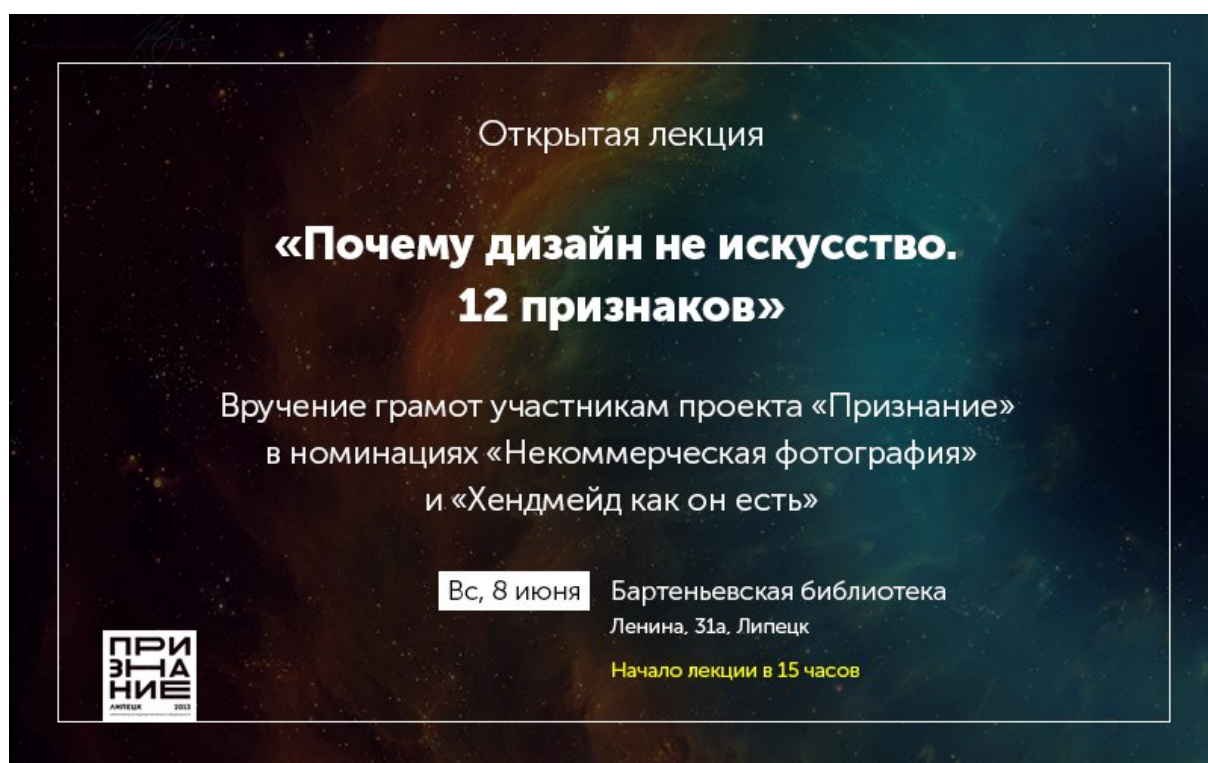 Открытая лекция
«Почему дизайн не искусство.
12 признаков»
Вручение грамот участникам проекта «Признание»
в номинациях «Некоммерческая фотография»
и «Хендмейд как он есть»
Вс, 8 июня
Бартеньевская библиотека
Ленина, 31а, Липецк
Начало лекции в 15 часов
ПРИ
ЗНА
НИЕ
ЛИПЕЦК 2013